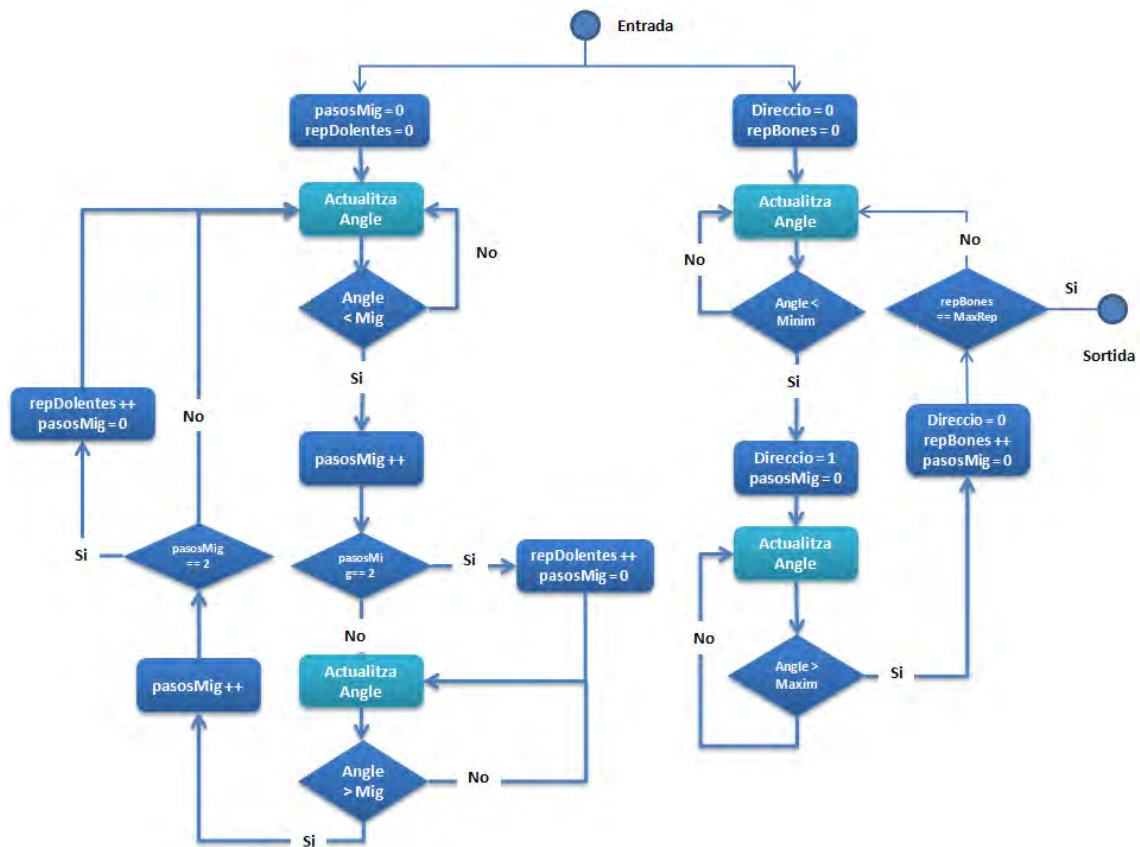 Entrada
pasosMig = 0
repDolentes = 0
Actualitza
Angle
No
Angle
< Mig
Si
repDolentes ++
pasosMig = 0
No
pasosMig ++
Si
pasosMig
== 2
pasosMi
g== 2
Si
repDolentes ++
pasosMig = 0
No
pasosMig ++
Actualitza
Angle
Angle
> Mig
No
Si
Direccio = 0
repBones = 0
Actualitza
Angle
No
Angle <
Minim
Si
Direccio = 1
pasosMig = 0
Actualitza
Angle
No
Angle >
Maxim
Si
Direccio = 0
repBones ++
pasosMig = 0
repBones
== MaxRep
No
Si
Sortida